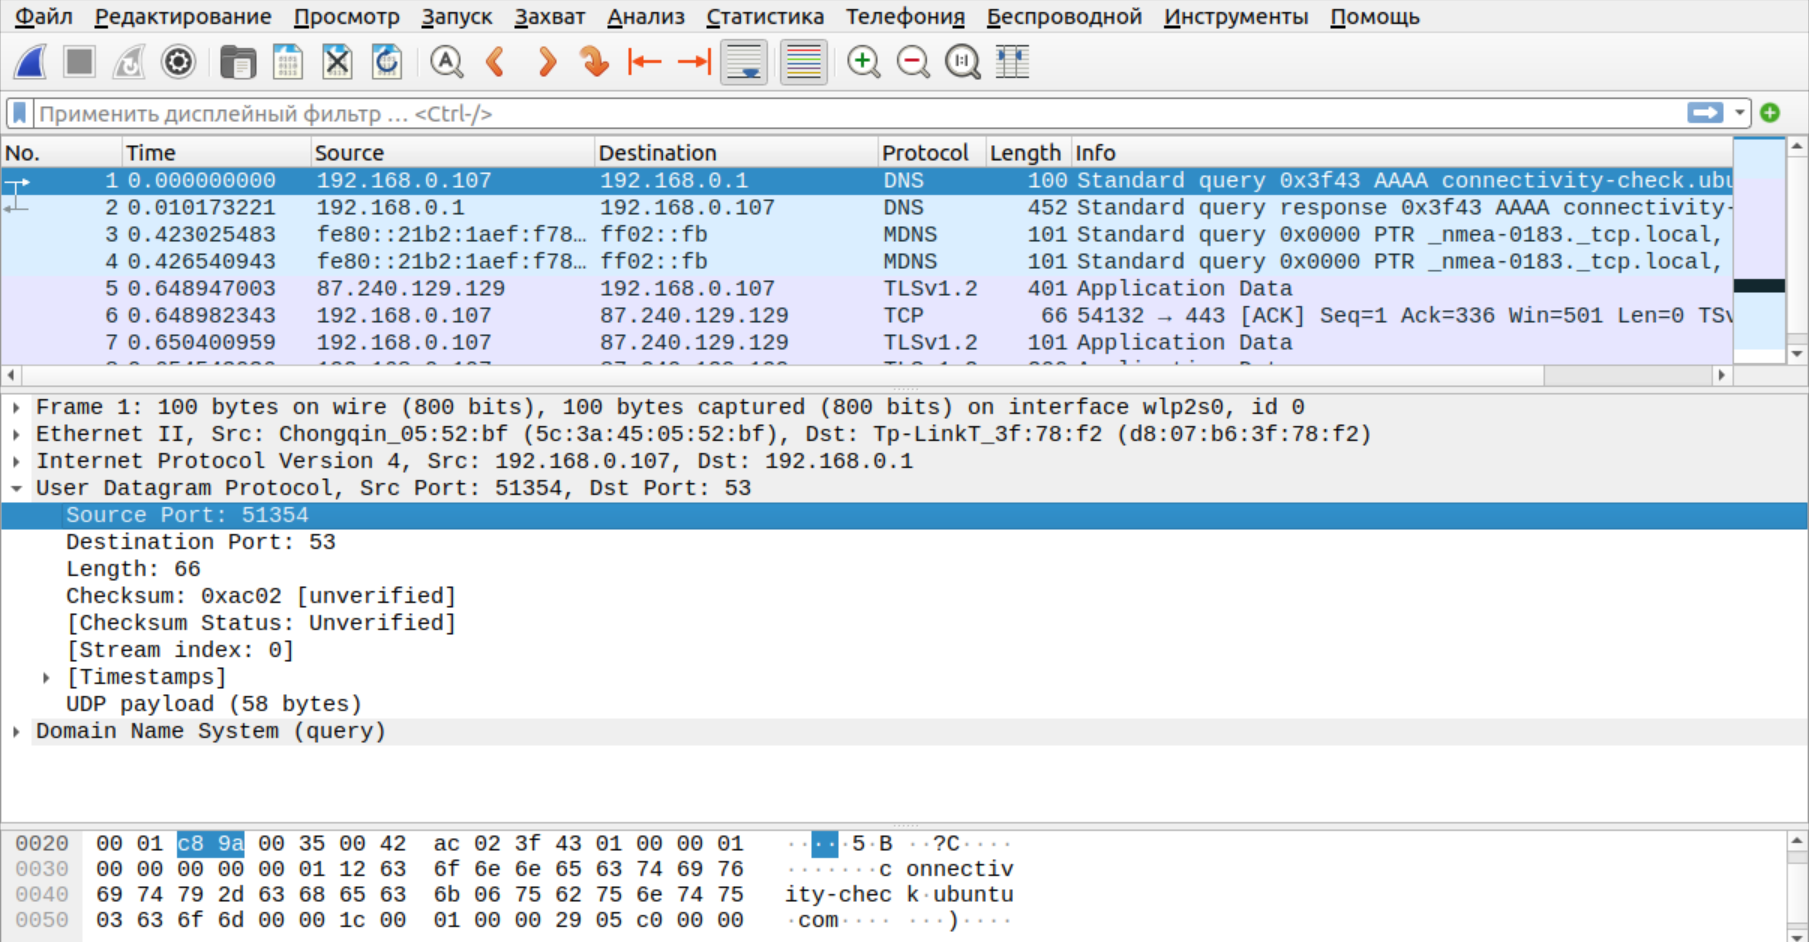 Файл Редактирование Просмотр Запуск Захват Анализ Статистика Телефония Беспроводной Инструменты Помощь
Применить дисплейный фильтр … <Ctrl-/>
No. Time Source Destination Protocol Length Info
1 0.000000000 192.168.0.107 192.168.0.1 DNS 100 Standard query 0x3f43 AAAA connectivity-check.ubu
2 0.010173221 192.168.0.1 192.168.0.107 DNS 452 Standard query response 0x3f43 AAAA connectivity-
3 0.423025483 fe80::21b2:1aef:f78… ff02::fb MDNS 101 Standard query 0x0000 PTR _nmea-0183._tcp.local,
4 0.426540943 fe80::21b2:1aef:f78… ff02::fb MDNS 101 Standard query 0x0000 PTR _nmea-0183._tcp.local,
5 0.648947003 87.240.129.129 192.168.0.107 TLSv1.2 401 Application Data
6 0.648982343 192.168.0.107 87.240.129.129 TCP 66 54132 → 443 [ACK] Seq=1 Ack=336 Win=501 Len=0 TSv
7 0.650400959 192.168.0.107 87.240.129.129 TLSv1.2 101 Application Data
Frame 1: 100 bytes on wire (800 bits), 100 bytes captured (800 bits) on interface wlp2s0, id 0
Ethernet II, Src: Chongqin_05:52:bf (5c:3a:45:05:52:bf), Dst: Tp-LinkT_3f:78:f2 (d8:07:b6:3f:78:f2)
Internet Protocol Version 4, Src: 192.168.0.107, Dst: 192.168.0.1
User Datagram Protocol, Src Port: 51354, Dst Port: 53
Source Port: 51354
Destination Port: 53
Length: 66
Checksum: 0xac02 [unverified]
[Checksum Status: Unverified]
[Stream index: 0]
[Timestamps]
UDP payload (58 bytes)
Domain Name System (query)
0020 00 01 c8 9a 00 35 00 42 ac 02 3f 43 01 00 00 01 ·····5·B ··?C····
0030 00 00 00 00 00 01 12 63 6f 6e 6e 65 63 74 69 76 ·······c onnectiv
0040 69 74 79 2d 63 68 65 63 6b 06 75 62 75 6e 74 75 ity-chec k·ubuntu
0050 03 63 6f 6d 00 00 1c 00 01 00 00 29 05 c0 00 00 ·com···· ···)····